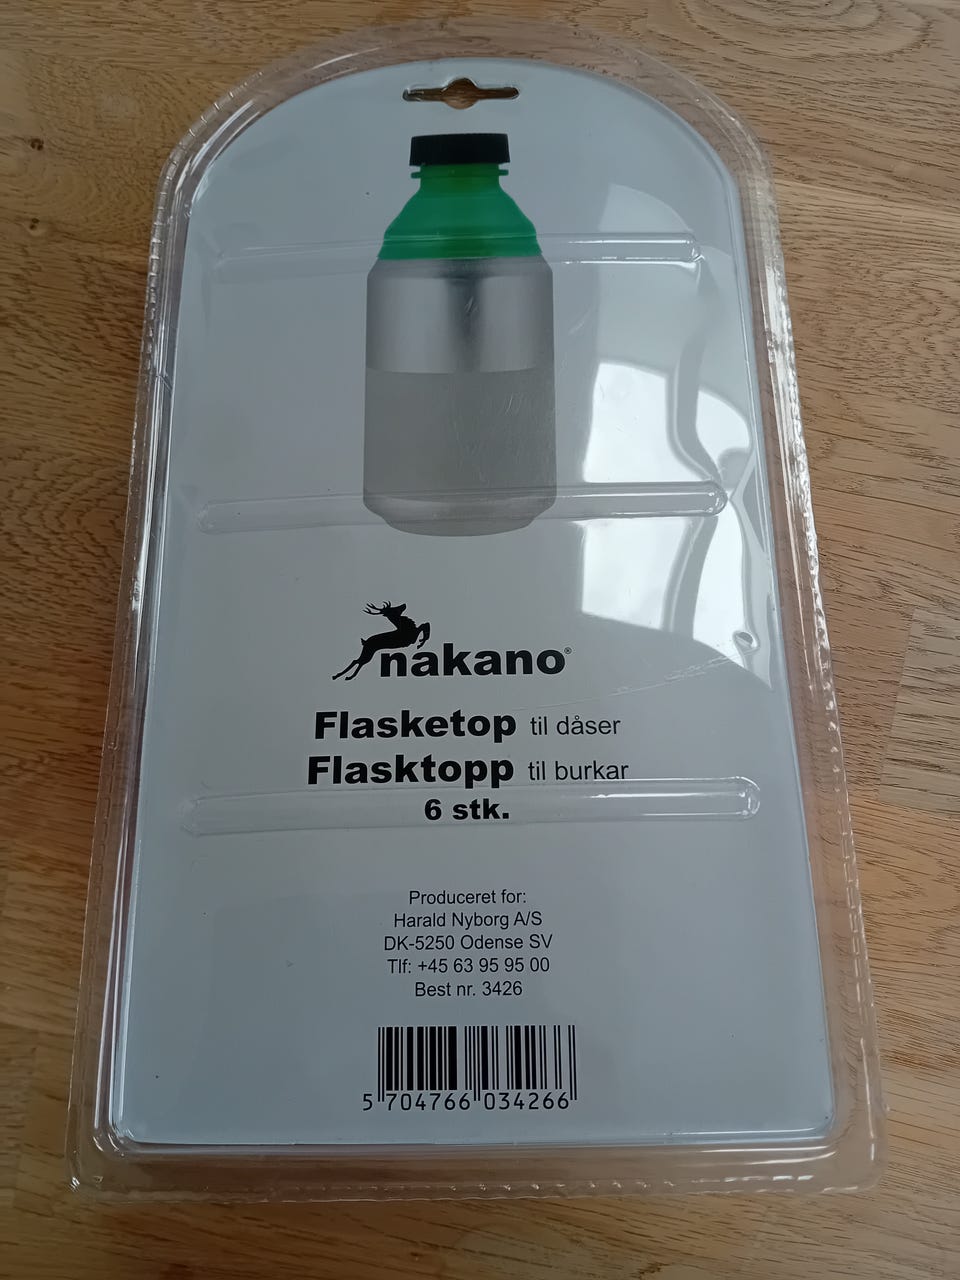 nakano®
Flasketop til dåser
Flasktopp til burkar
6 stk.
Produceret for:
Harald Nyborg A/S
DK-5250 Odense SV
Tlf: +45 63 95 95 00
Best nr. 3426
5 704766 034266